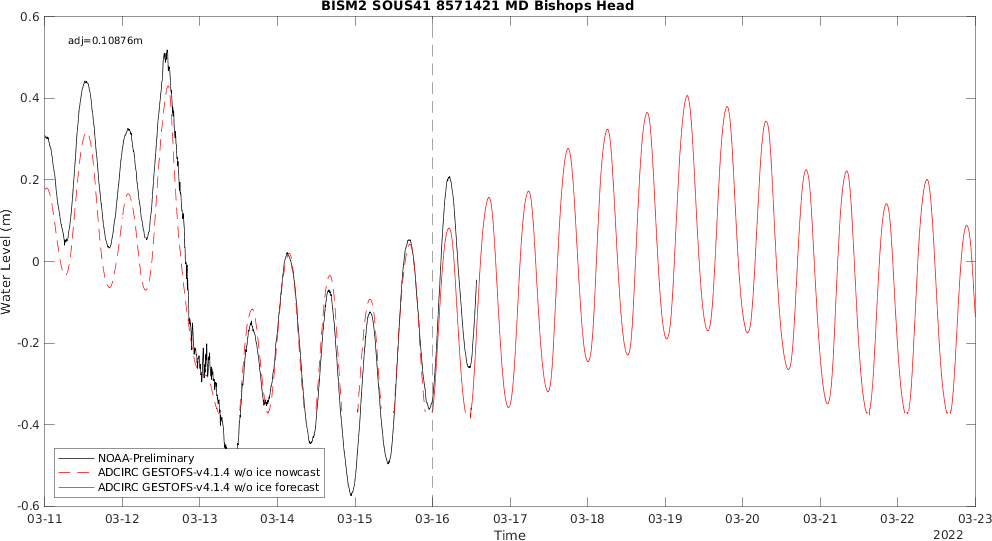 BISM2 SOUS41 8571421 MD Bishops Head
adj=0.10876m
0.6
0.4
0.2
0
-0.2
-0.4
-0.6
Water Level (m)
NOAA-Preliminary
ADCIRC GESTOFS-v4.1.4 w/o ice nowcast
ADCIRC GESTOFS-v4.1.4 w/o ice forecast
03-11 03-12 03-13 03-14 03-15 03-16 03-17 03-18 03-19 03-20 03-21 03-22 03-23
Time
2022